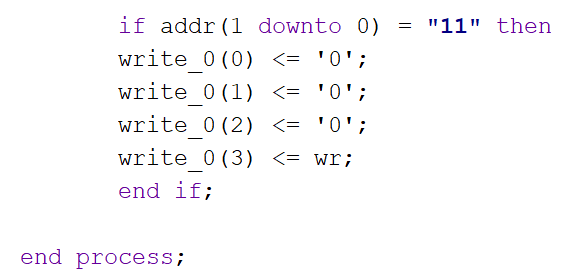 if addr(1 downto 0) = "11" then
write_0(0) <= '0';
write_0(1) <= '0';
write_0(2) <= '0';
write_0(3) <= wr;
end if;
end process;